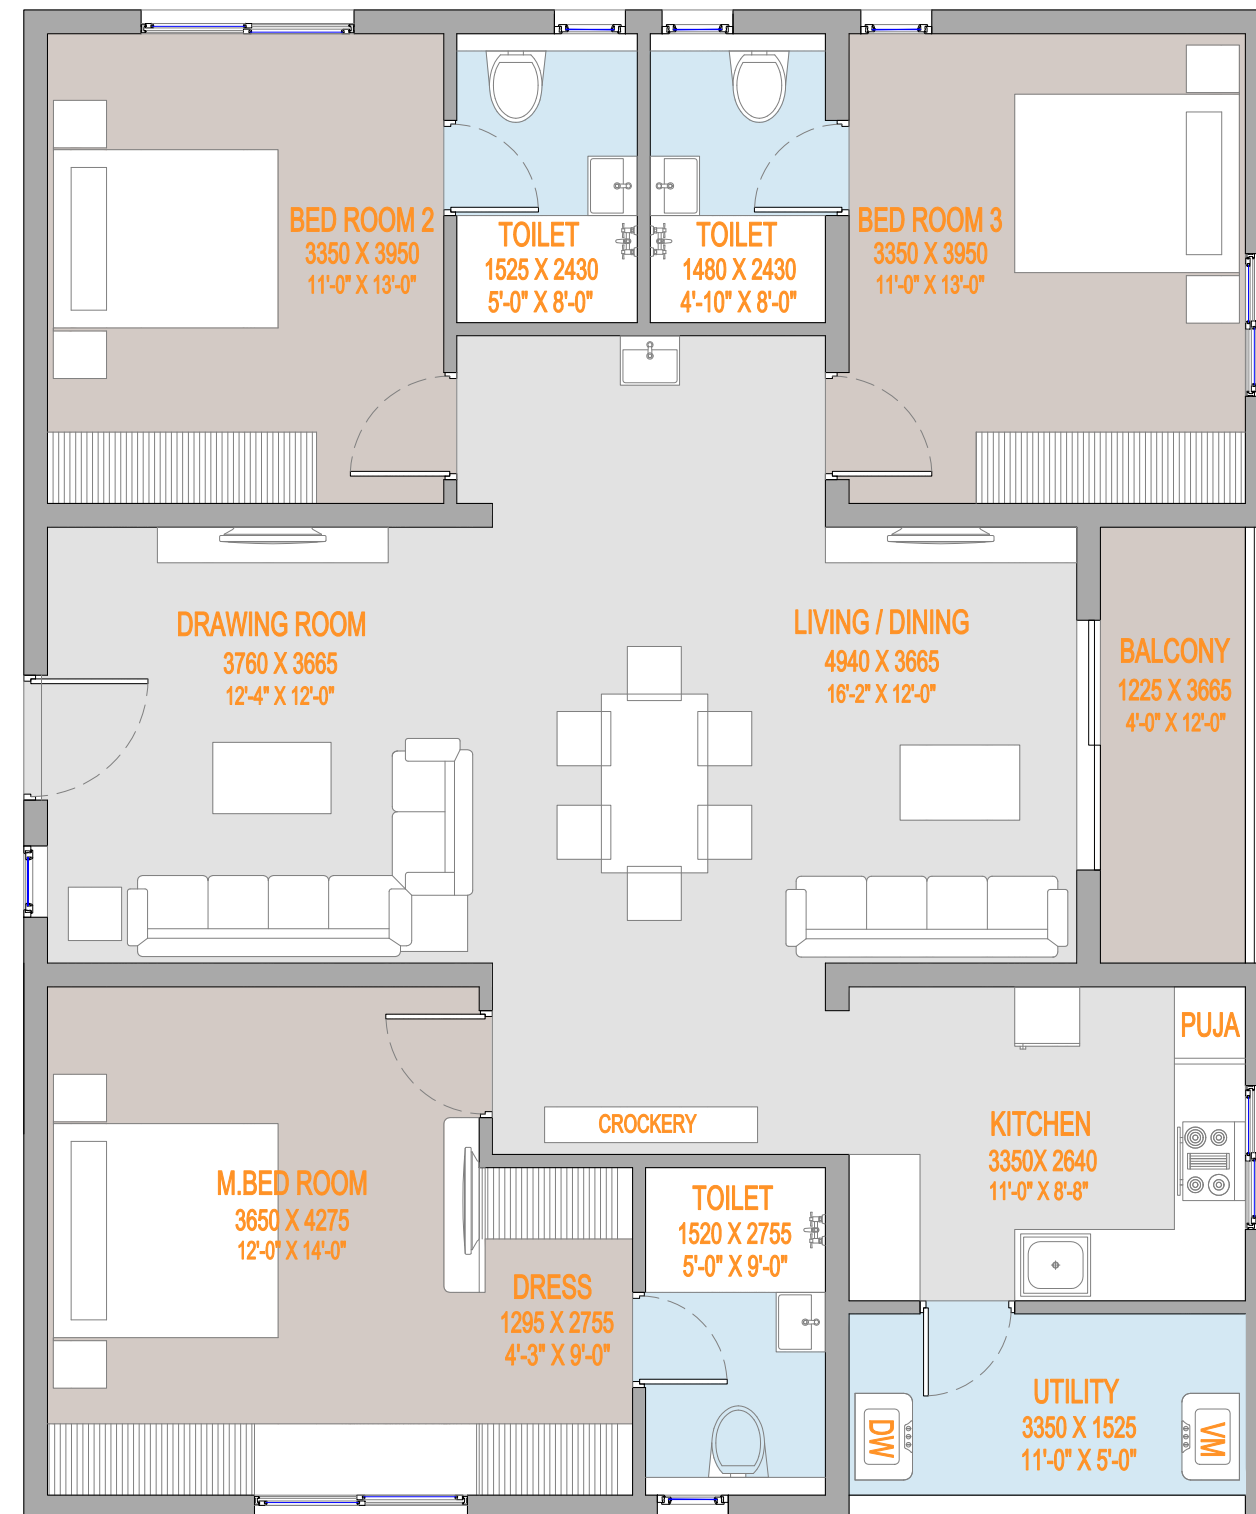 BED ROOM 2
3350 X 3950
11'-0" X 13'-0"
TOILET
1525 X 2430
5'-0" X 8'-0"
TOILET
1480 X 2430
4'-10" X 8'-0"
BED ROOM 3
3350 X 3950
11'-0" X 13'-0"
DRAWING ROOM
3760 X 3665
12'-4" X 12'-0"
LIVING / DINING
4940 X 3665
16'-2" X 12'-0"
BALCONY
1225 X 3665
4'-0" X 12'-0"
PUJA
CROCKERY
KITCHEN
3350X 2640
11'-0" X 8'-8"
M.BED ROOM
3650 X 4275
12'-0" X 14'-0"
TOILET
1520 X 2755
5'-0" X 9'-0"
DRESS
1295 X 2755
4'-3" X 9'-0"
UTILITY
3350 X 1525
11'-0" X 5'-0"
DW
WM